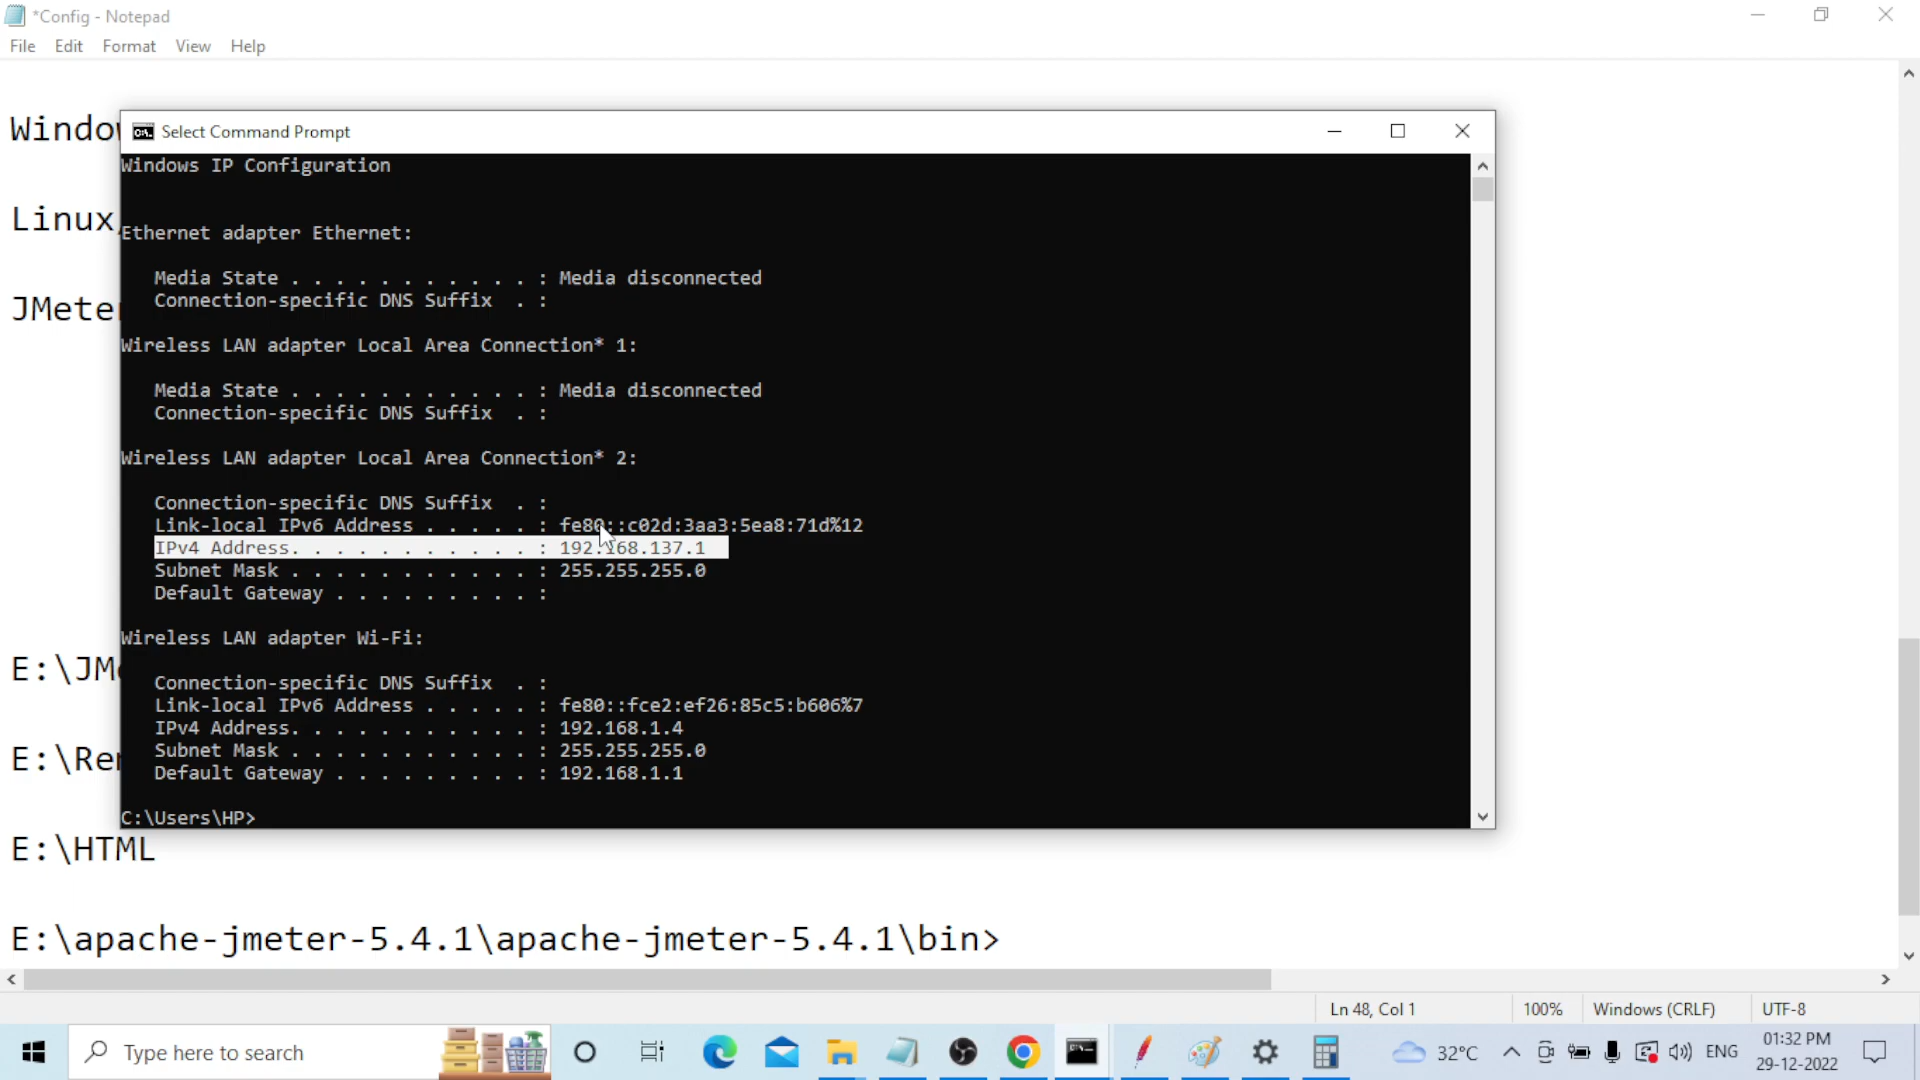 *Config - Notepad
File Edit Format View Help
Windo
Select Command Prompt
Windows IP Configuration
Linux
Ethernet adapter Ethernet:
Media State . . . . . . . . . . . : Media disconnected
Connection-specific DNS Suffix . :
JMeter
Wireless LAN adapter Local Area Connection* 1:
Media State . . . . . . . . . . . : Media disconnected
Connection-specific DNS Suffix . :
Wireless LAN adapter Local Area Connection* 2:
Connection-specific DNS Suffix . :
Link-local IPv6 Address . . . . . : fe80::c02d:3aa3:5ea8:71d%12
IPv4 Address. . . . . . . . . . . : 192.168.137.1
Subnet Mask . . . . . . . . . . . : 255.255.255.0
Default Gateway . . . . . . . . . :
Wireless LAN adapter Wi-Fi:
E:\JM
Connection-specific DNS Suffix . :
Link-local IPv6 Address . . . . . : fe80::fce2:ef26:85c5:b606%7
IPv4 Address. . . . . . . . . . . : 192.168.1.4
Subnet Mask . . . . . . . . . . . : 255.255.255.0
Default Gateway . . . . . . . . . : 192.168.1.1
E:\Re
C:\Users\HP>
E:\HTML
E:\apache-jmeter-5.4.1\apache-jmeter-5.4.1\bin>
Ln 48, Col 1 100% Windows (CRLF) UTF-8
Type here to search 32°C ENG 01:32 PM
29-12-2022